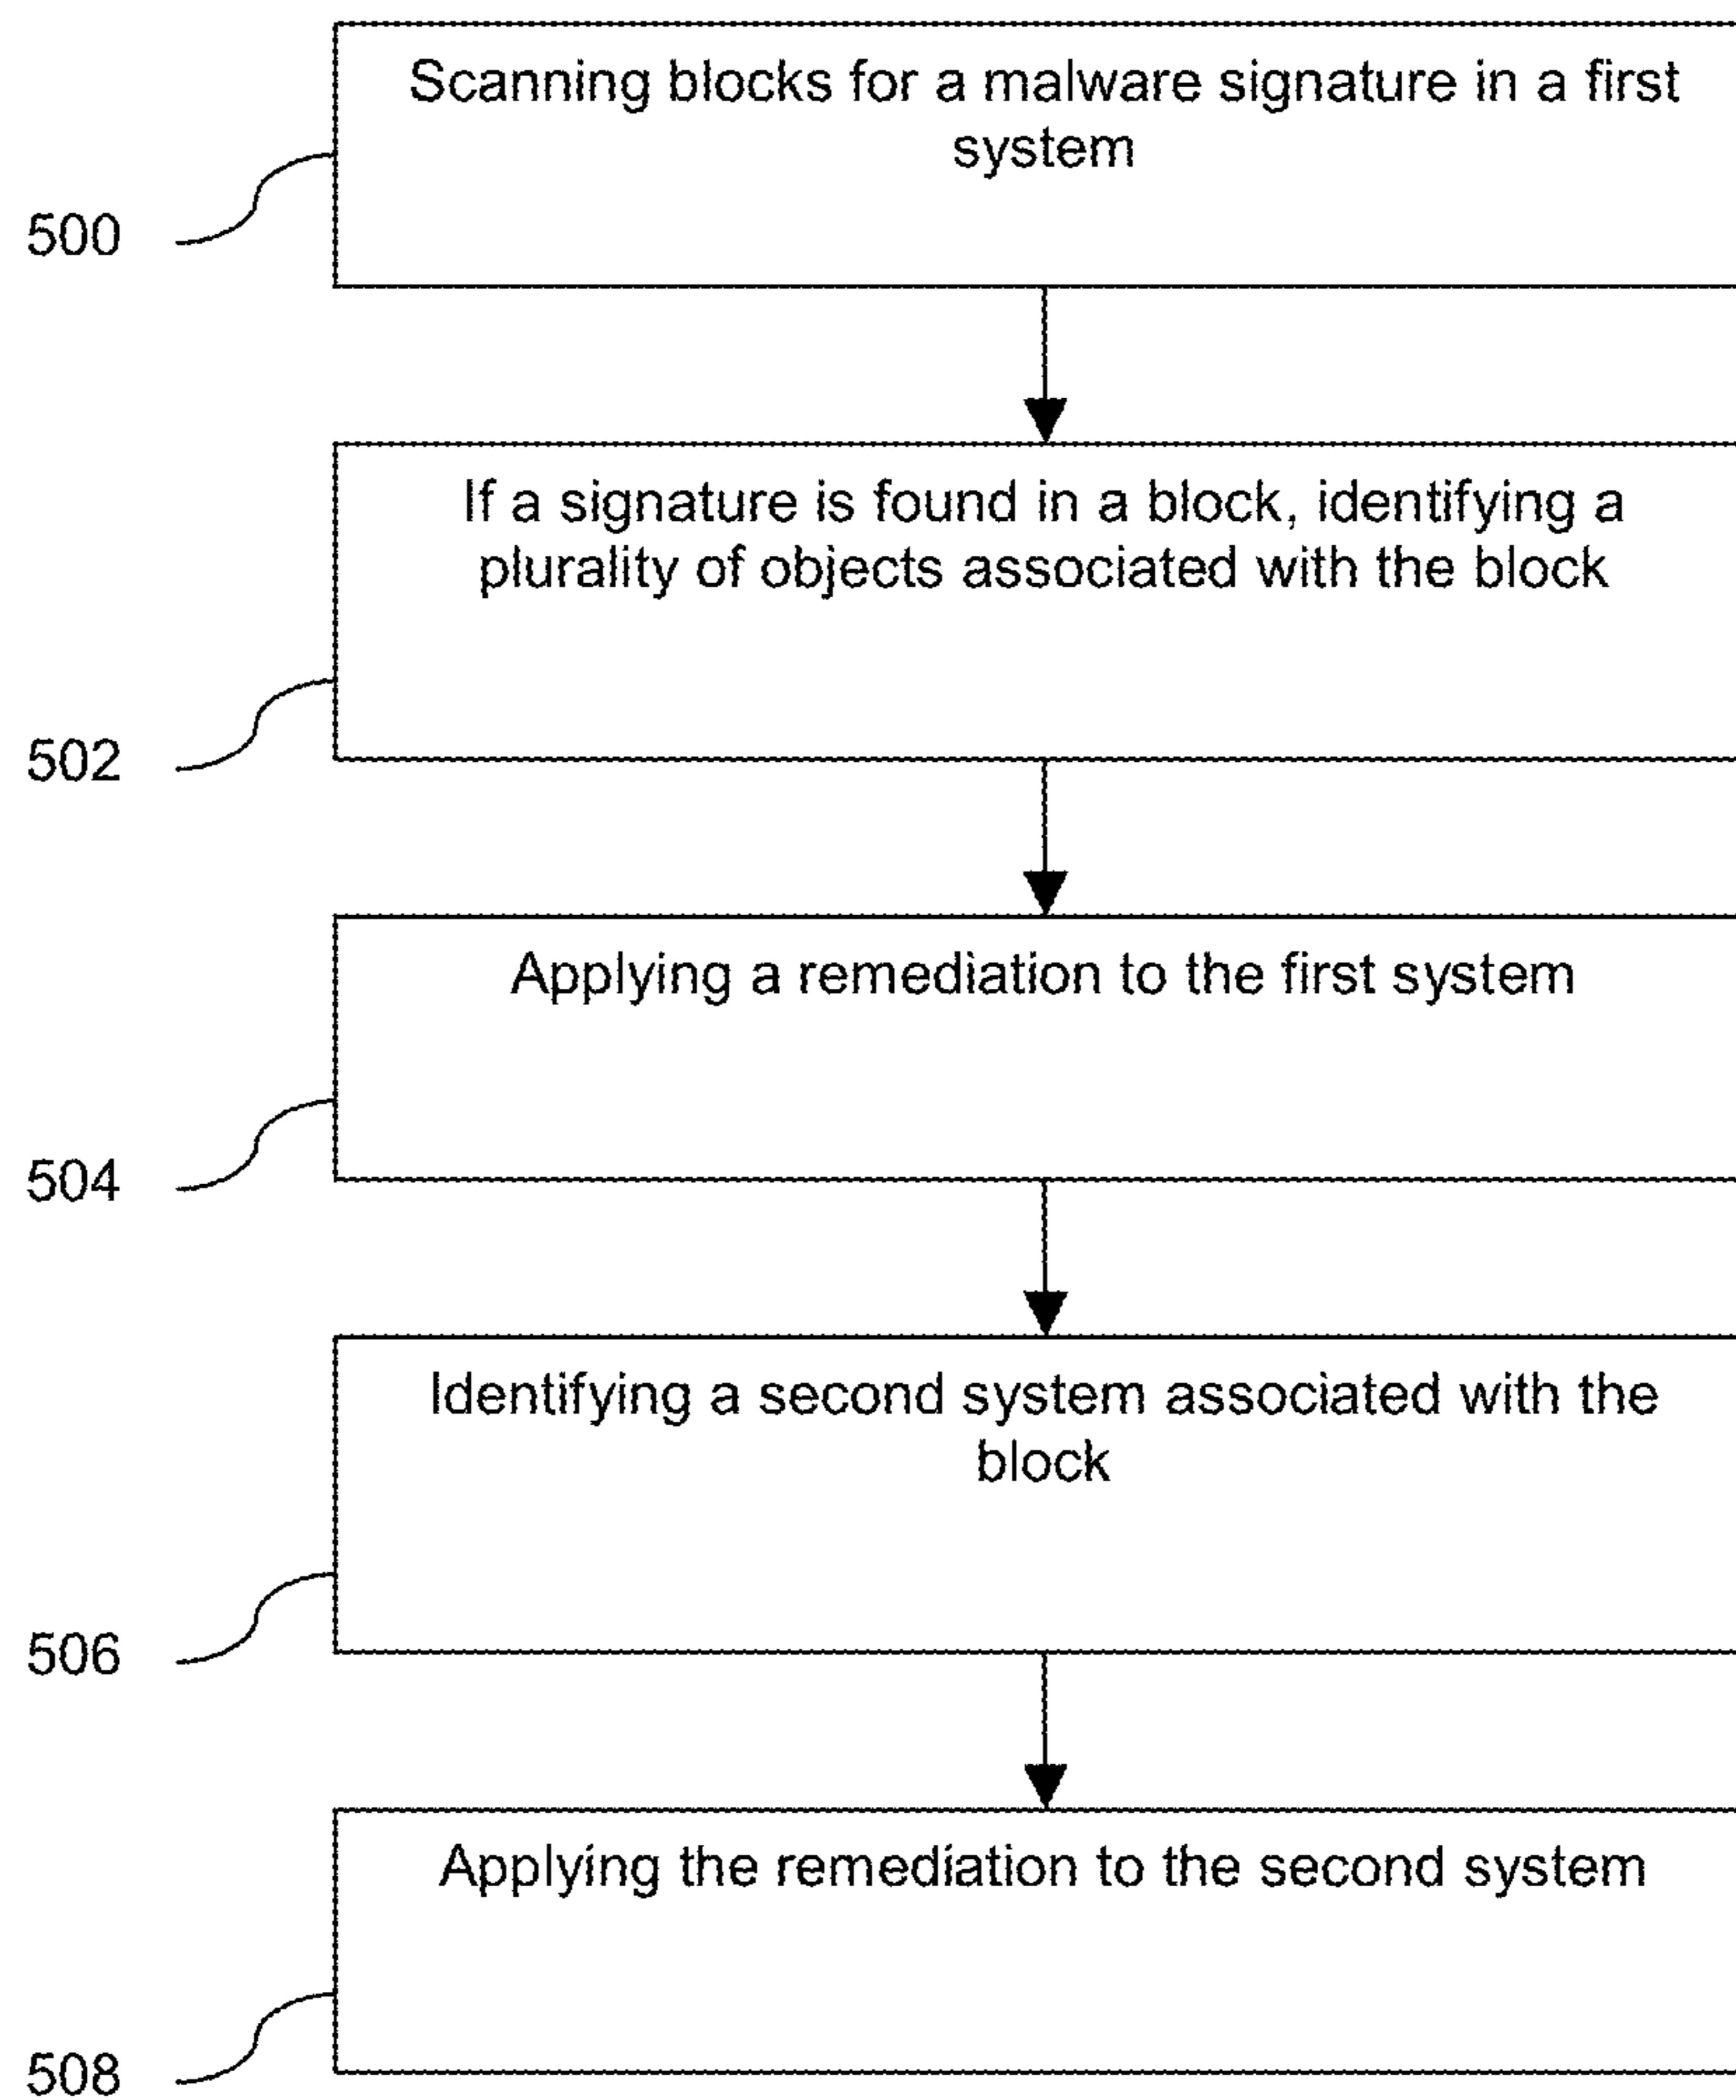 Scanning blocks for a malware signature in a first
system
500
If a signature is found in a block, identifying a
plurality of objects associated with the block
502
Applying a remediation to the first system
504
Identifying a second system associated with the
block
506
Applying the remediation to the second system
508